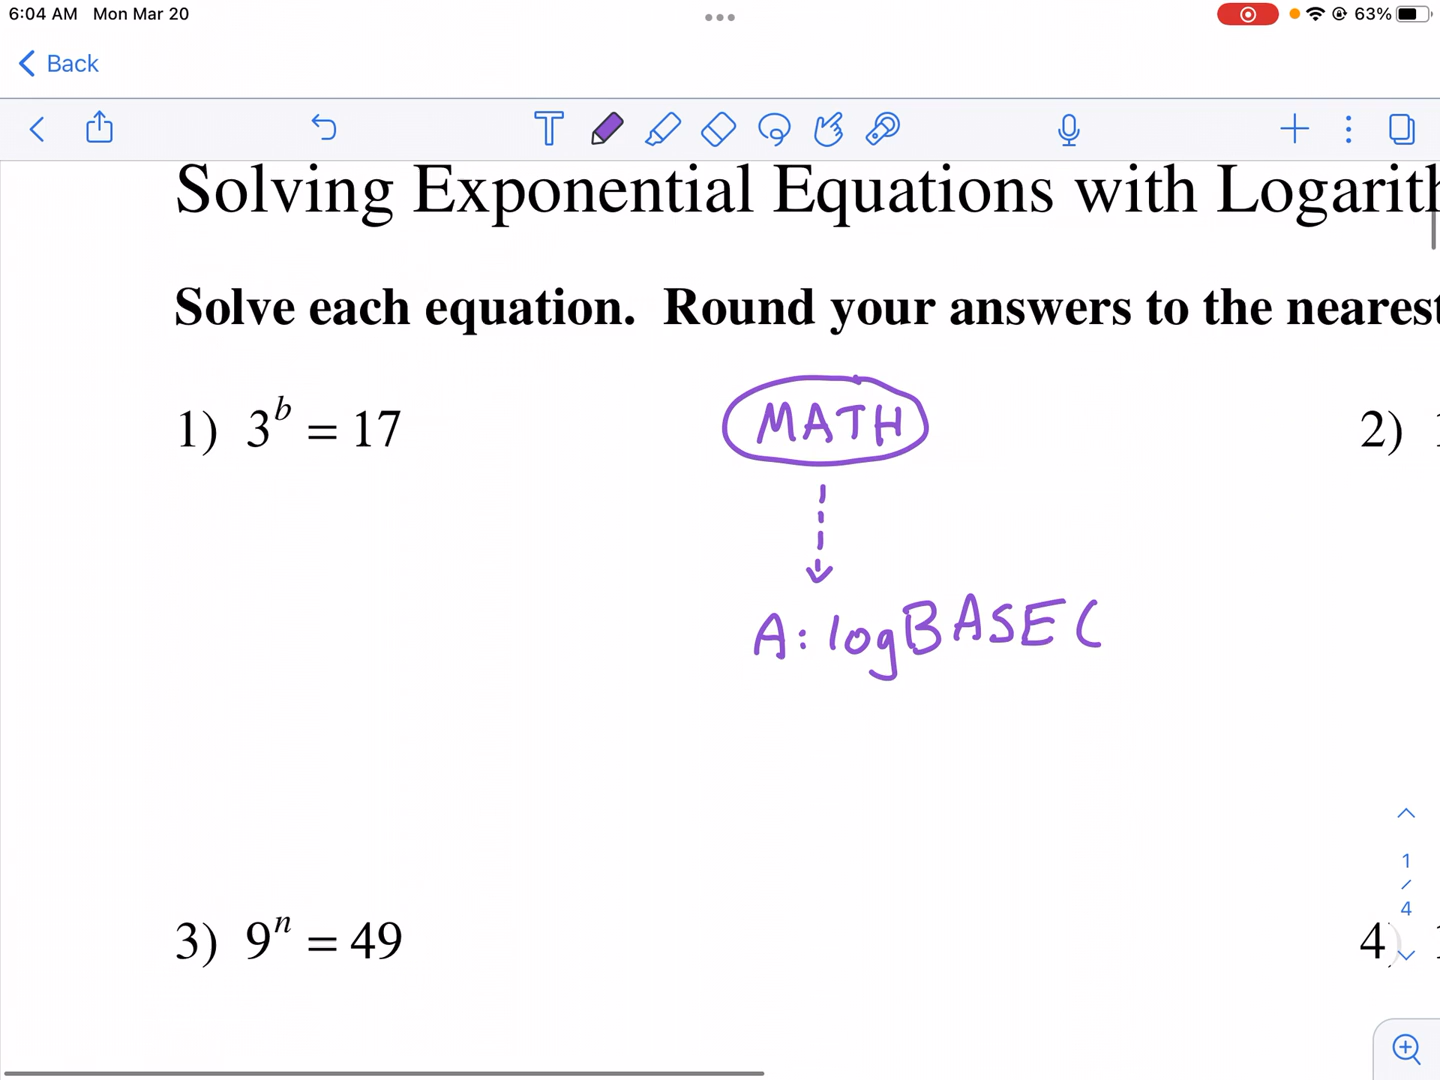 6:04 AM Mon Mar 20
63%
Back
Solving Exponential Equations with
Solve each equation. Round your answers to the nearest
1) 3^b = 17
MATH
2)
A: logBASE(
1
/
4
3) 9^n = 49
4)